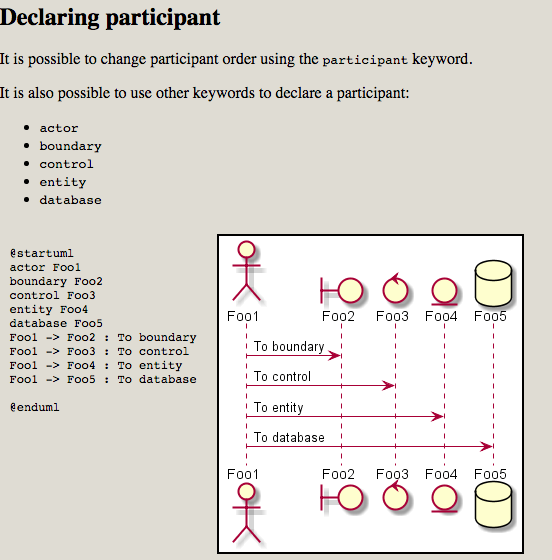 Declaring participant
It is possible to change participant order using the participant keyword.
It is also possible to use other keywords to declare a participant:
• actor
• boundary
• control
• entity
• database
@startuml
actor Foo1
boundary Foo2
control Foo3
entity Foo4
database Foo5
Foo1 -> Foo2 : To boundary
Foo1 -> Foo3 : To control
Foo1 -> Foo4 : To entity
Foo1 -> Foo5 : To database
@enduml
Foo1 Foo2 Foo3 Foo4 Foo5
To boundary
To control
To entity
To database
Foo1 Foo2 Foo3 Foo4 Foo5